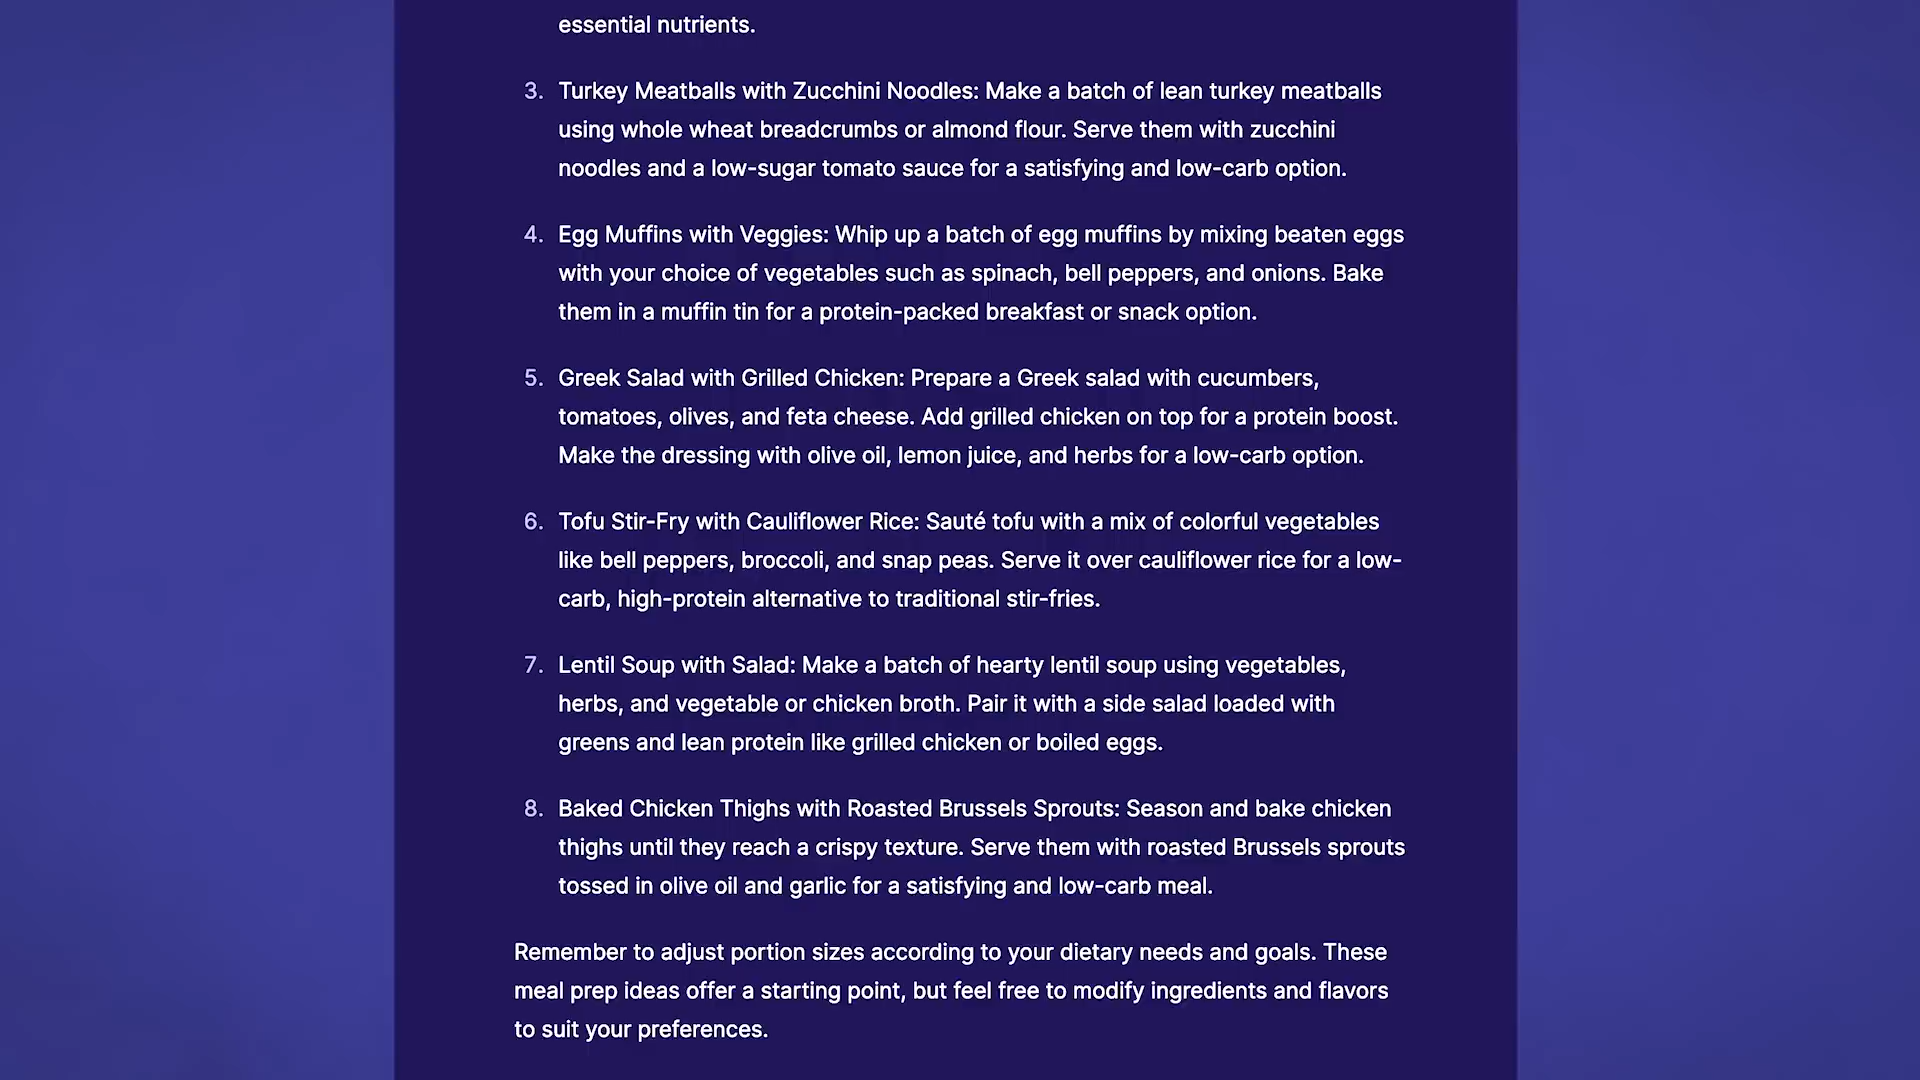 essential nutrients.
3. Turkey Meatballs with Zucchini Noodles: Make a batch of lean turkey meatballs
using whole wheat breadcrumbs or almond flour. Serve them with zucchini
noodles and a low-sugar tomato sauce for a satisfying and low-carb option.
4. Egg Muffins with Veggies: Whip up a batch of egg muffins by mixing beaten eggs
with your choice of vegetables such as spinach, bell peppers, and onions. Bake
them in a muffin tin for a protein-packed breakfast or snack option.
5. Greek Salad with Grilled Chicken: Prepare a Greek salad with cucumbers,
tomatoes, olives, and feta cheese. Add grilled chicken on top for a protein boost.
Make the dressing with olive oil, lemon juice, and herbs for a low-carb option.
6. Tofu Stir-Fry with Cauliflower Rice: Sauté tofu with a mix of colorful vegetables
like bell peppers, broccoli, and snap peas. Serve it over cauliflower rice for a low-
carb, high-protein alternative to traditional stir-fries.
7. Lentil Soup with Salad: Make a batch of hearty lentil soup using vegetables,
herbs, and vegetable or chicken broth. Pair it with a side salad loaded with
greens and lean protein like grilled chicken or boiled eggs.
8. Baked Chicken Thighs with Roasted Brussels Sprouts: Season and bake chicken
thighs until they reach a crispy texture. Serve them with roasted Brussels sprouts
tossed in olive oil and garlic for a satisfying and low-carb meal.
Remember to adjust portion sizes according to your dietary needs and goals. These
meal prep ideas offer a starting point, but feel free to modify ingredients and flavors
to suit your preferences.